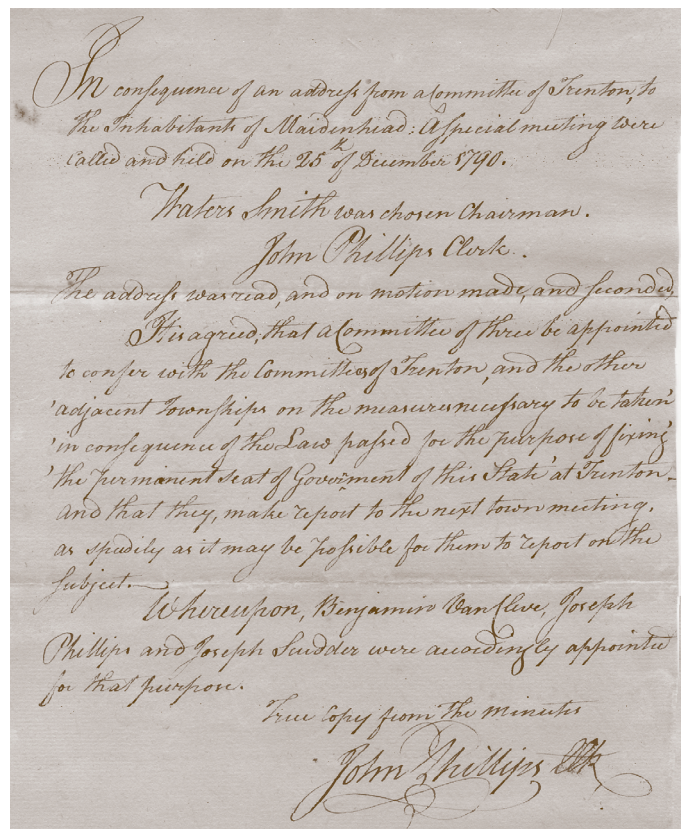 In consequence of an address from a Committee of Trenton, to
the Inhabitants of Maidenhead: A special meeting were
called and held on the 25th of December 1790.
Waters Smith was chosen Chairman.
John Phillips Clerk.
The address was read, and on motion made, and seconded,
It is agreed, that a Committee of three be appointed
to confer with the Committees of Trenton, and the other
'adjacent Townships on the measures necessary to be taken'
'in consequence of the Law passed for the purpose of fixing'
'the permanent seat of Goverment of this State' at Trenton—
and that they, make report to the next town meeting,
as spedily as it may be possible for them to report on the
subject.—
Whereupon, Benjamin VanCleve, Joseph
Phillips and Joseph Scudder were accordingly appointed
for that purpose.
True Copy from the minutes
John Phillips Clk